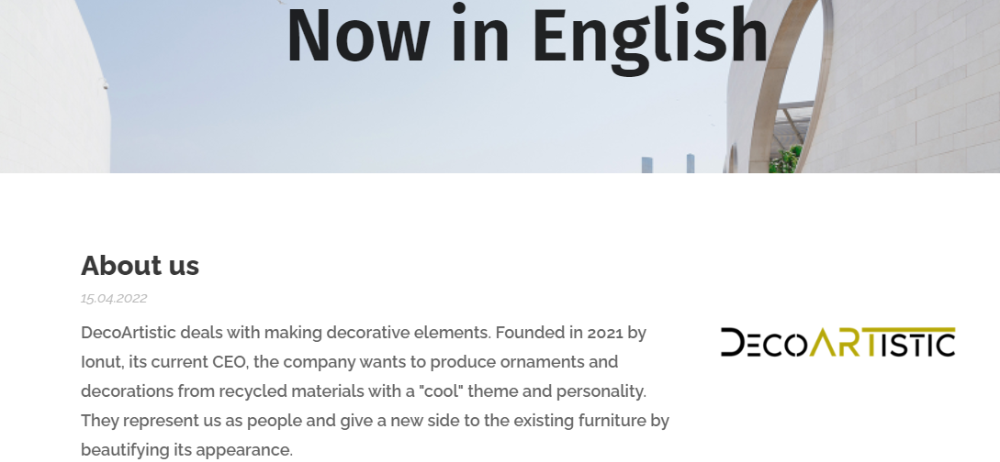 Now in English
About us
15.04.2022
DecoArtistic deals with making decorative elements. Founded in 2021 by
Ionut, its current CEO, the company wants to produce ornaments and
decorations from recycled materials with a "cool" theme and personality.
They represent us as people and give a new side to the existing furniture by
beautifying its appearance.
DECOARTISTIC